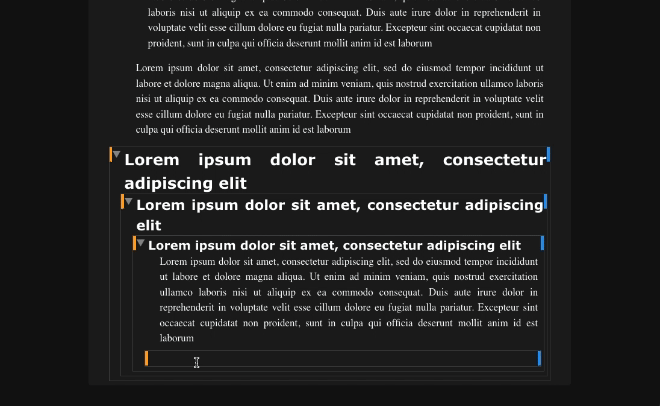 laboris nisi ut aliquip ex ea commodo consequat. Duis aute irure dolor in reprehenderit in
voluptate velit esse cillum dolore eu fugiat nulla pariatur. Excepteur sint occaecat cupidatat non
proident, sunt in culpa qui officia deserunt mollit anim id est laborum
Lorem ipsum dolor sit amet, consectetur adipiscing elit, sed do eiusmod tempor incididunt ut
labore et dolore magna aliqua. Ut enim ad minim veniam, quis nostrud exercitation ullamco laboris
nisi ut aliquip ex ea commodo consequat. Duis aute irure dolor in reprehenderit in voluptate velit
esse cillum dolore eu fugiat nulla pariatur. Excepteur sint occaecat cupidatat non proident, sunt in
culpa qui officia deserunt mollit anim id est laborum
Lorem ipsum dolor sit amet, consectetur
adipiscing elit
Lorem ipsum dolor sit amet, consectetur adipiscing
elit
Lorem ipsum dolor sit amet, consectetur adipiscing elit
Lorem ipsum dolor sit amet, consectetur adipiscing elit, sed do eiusmod tempor incididunt
ut labore et dolore magna aliqua. Ut enim ad minim veniam, quis nostrud exercitation
ullamco laboris nisi ut aliquip ex ea commodo consequat. Duis aute irure dolor in
reprehenderit in voluptate velit esse cillum dolore eu fugiat nulla pariatur. Excepteur sint
occaecat cupidatat non proident, sunt in culpa qui officia deserunt mollit anim id est
laborum